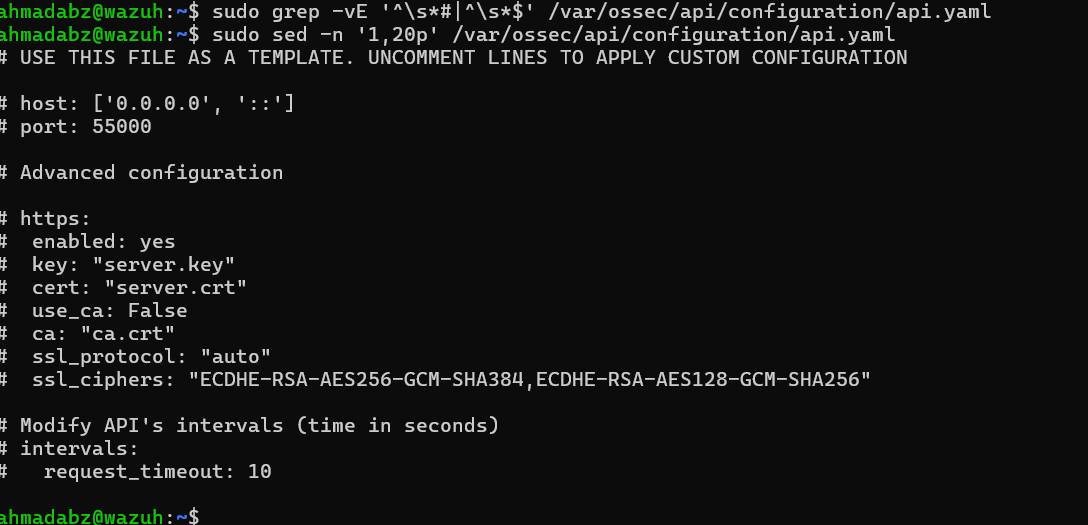 ahmadabz@wazuh:~$ sudo grep -vE '^\s*#|^\s*$' /var/ossec/api/configuration/api.yaml
ahmadabz@wazuh:~$ sudo sed -n '1,20p' /var/ossec/api/configuration/api.yaml
# USE THIS FILE AS A TEMPLATE. UNCOMMENT LINES TO APPLY CUSTOM CONFIGURATION
# host: ['0.0.0.0', '::']
# port: 55000
# Advanced configuration
# https:
#  enabled: yes
#  key: "server.key"
#  cert: "server.crt"
#  use_ca: False
#  ca: "ca.crt"
#  ssl_protocol: "auto"
#  ssl_ciphers: "ECDHE-RSA-AES256-GCM-SHA384,ECDHE-RSA-AES128-GCM-SHA256"
# Modify API's intervals (time in seconds)
# intervals:
#   request_timeout: 10
ahmadabz@wazuh:~$